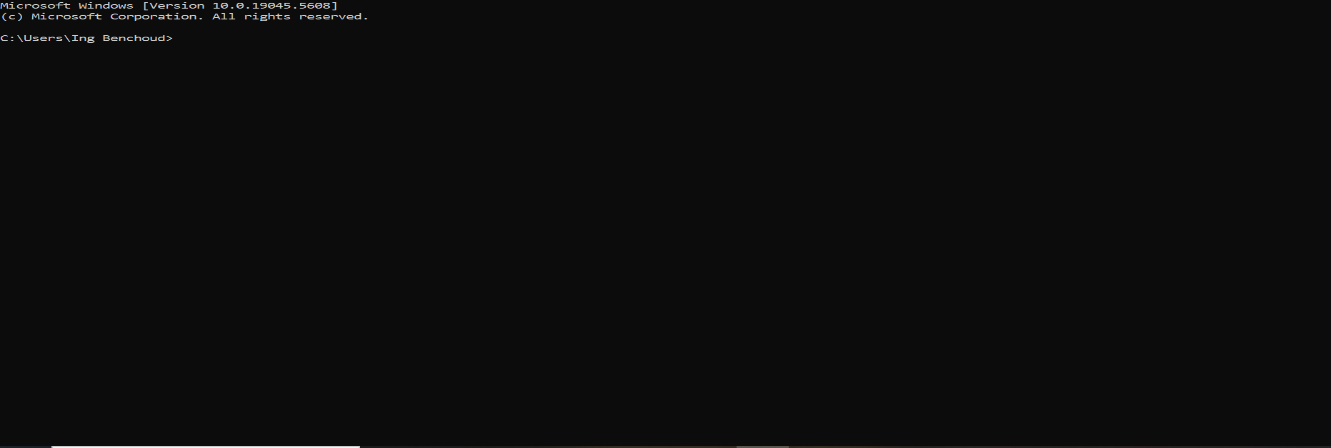 Microsoft Windows [Version 10.0.19045.5608]
(c) Microsoft Corporation. All rights reserved.
C:\Users\Ing Benchoud>